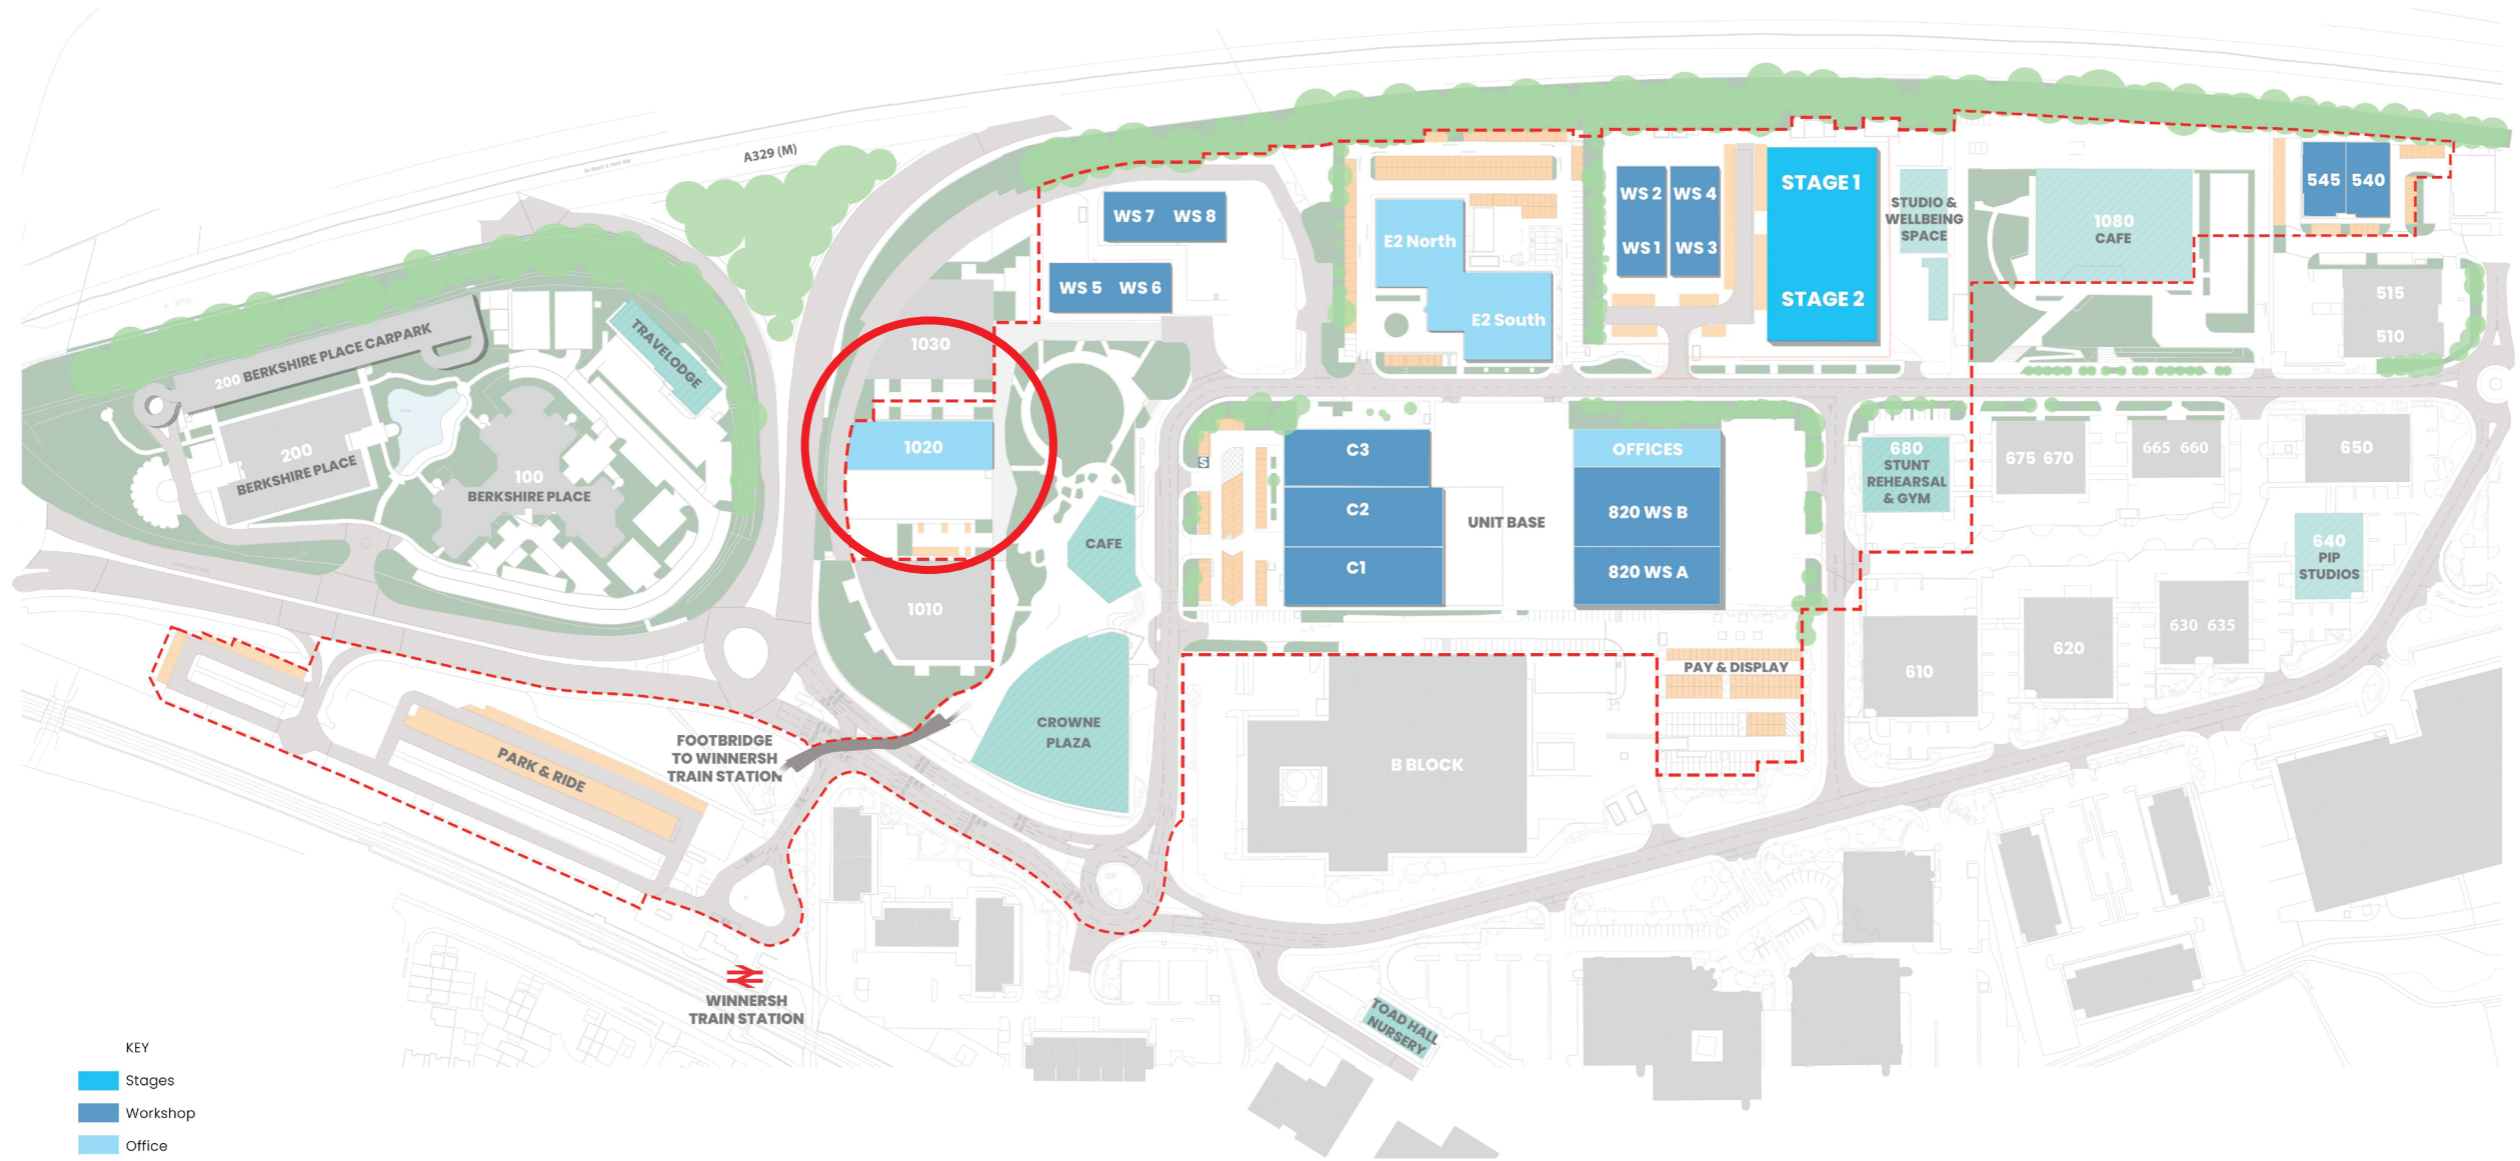 A329 (M)
200 BERKSHIRE PLACE CARPARK
TRAVELODGE
200
BERKSHIRE PLACE
100
BERKSHIRE PLACE
1030
1020
1010
WS 7 WS 8
WS 5 WS 6
E2 North
E2 South
WS 2 WS 4
WS 1 WS 3
STAGE 1
STAGE 2
STUDIO &
WELLBEING
SPACE
1080
CAFE
545 540
515
510
C3
C2
C1
S
UNIT BASE
OFFICES
820 WS B
820 WS A
680
STUNT
REHEARSAL
& GYM
675 670
665 660
650
640
PIP
STUDIOS
630 635
620
610
CAFE
CROWNE
PLAZA
B BLOCK
PAY & DISPLAY
PARK & RIDE
FOOTBRIDGE
TO WINNERSH
TRAIN STATION
WINNERSH
TRAIN STATION
TOAD HALL
NURSERY
KEY
Stages
Workshop
Office